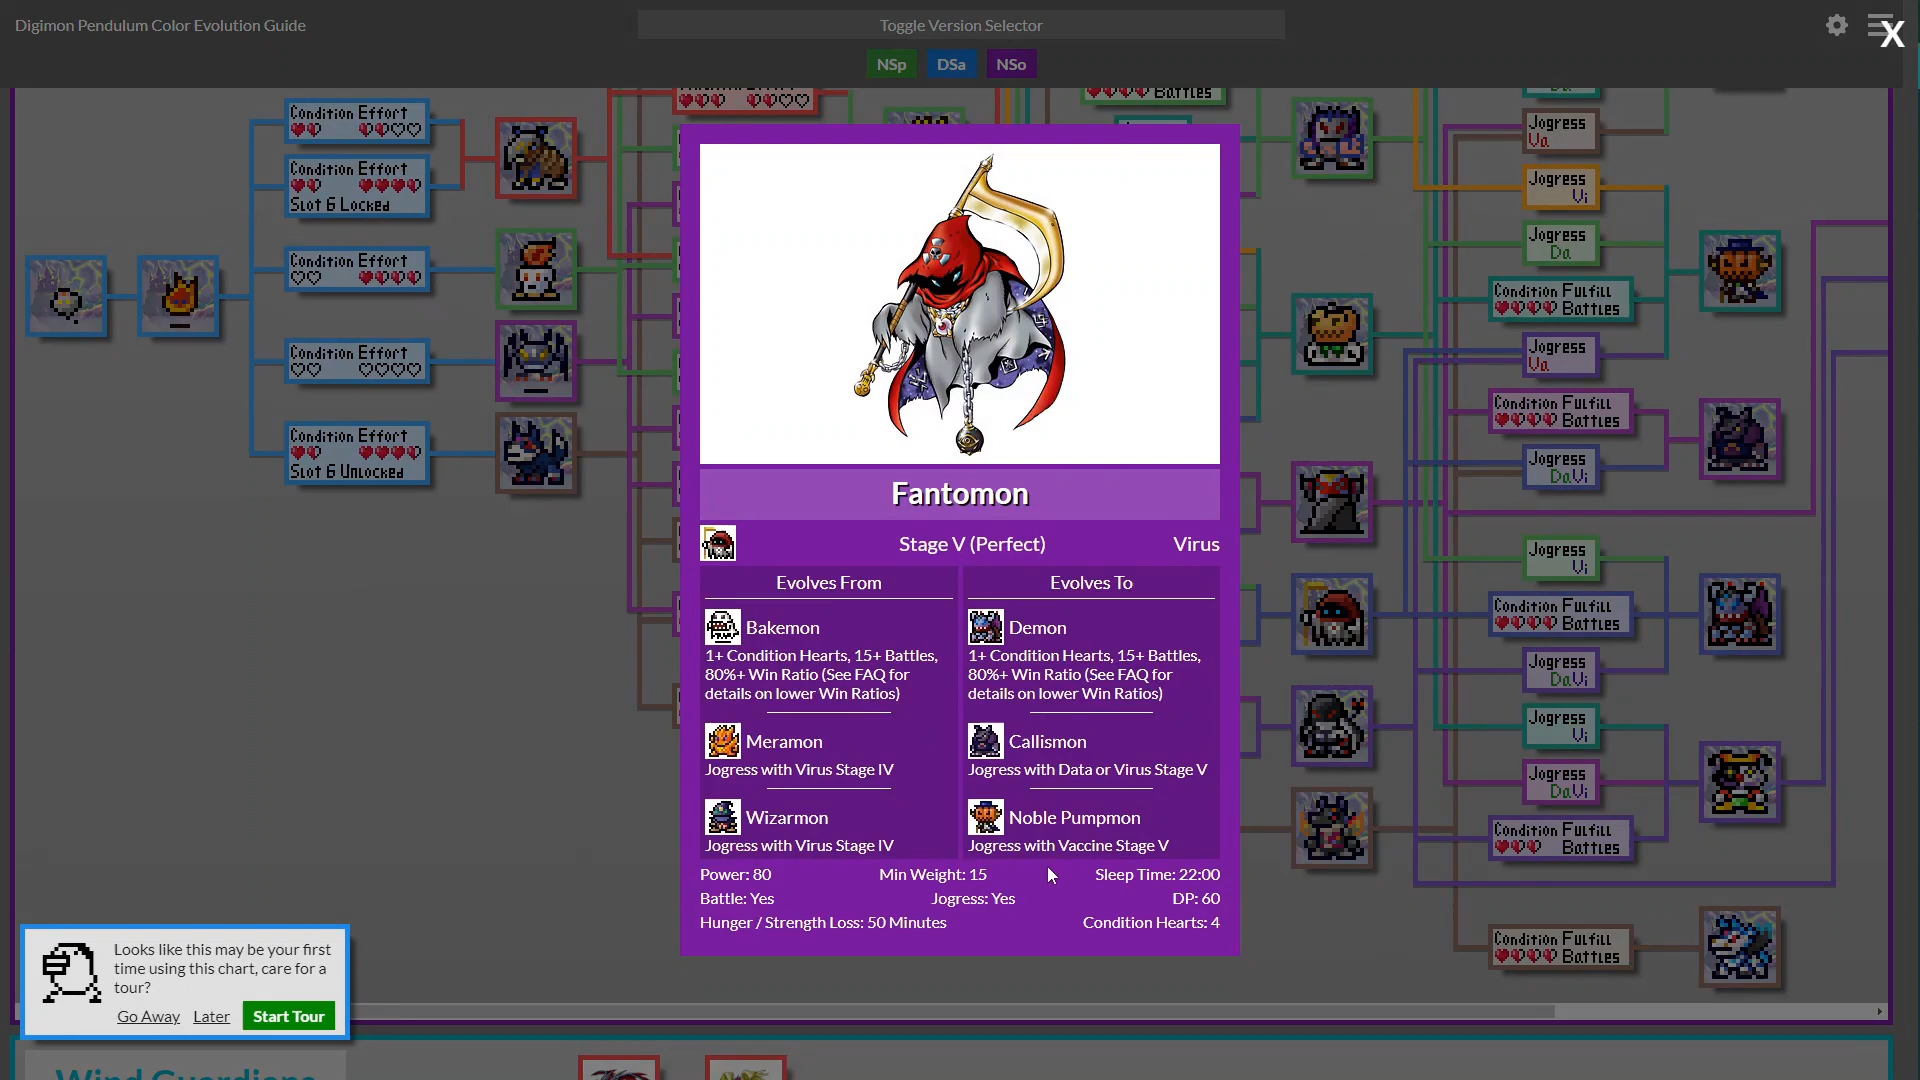 Digimon Pendulum Color Evolution Guide
Toggle Version Selector
X
NSp DSa NSo
Condition Effort
Condition Effort
Slot 6 Locked
Condition Effort
Condition Effort
Condition Effort
Slot 6 Unlocked
Battles
Da
Jogress
Va
Jogress
Vi
Jogress
Da
Condition Fulfill
Battles
Jogress
Va
Condition Fulfill
Battles
Jogress
DaVi
Jogress
Vi
Condition Fulfill
Battles
Jogress
DaVi
Jogress
Vi
Jogress
DaVi
Condition Fulfill
Battles
Condition Fulfill
Battles
Fantomon
Stage V (Perfect) Virus
Evolves From
Bakemon
1+ Condition Hearts, 15+ Battles,
80%+ Win Ratio (See FAQ for
details on lower Win Ratios)
Meramon
Jogress with Virus Stage IV
Wizarmon
Jogress with Virus Stage IV
Evolves To
Demon
1+ Condition Hearts, 15+ Battles,
80%+ Win Ratio (See FAQ for
details on lower Win Ratios)
Callismon
Jogress with Data or Virus Stage V
Noble Pumpmon
Jogress with Vaccine Stage V
Power: 80 Min Weight: 15 Sleep Time: 22:00
Battle: Yes Jogress: Yes DP: 60
Hunger / Strength Loss: 50 Minutes Condition Hearts: 4
Looks like this may be your first
time using this chart, care for a
tour?
Go Away Later Start Tour
Wind Guardians